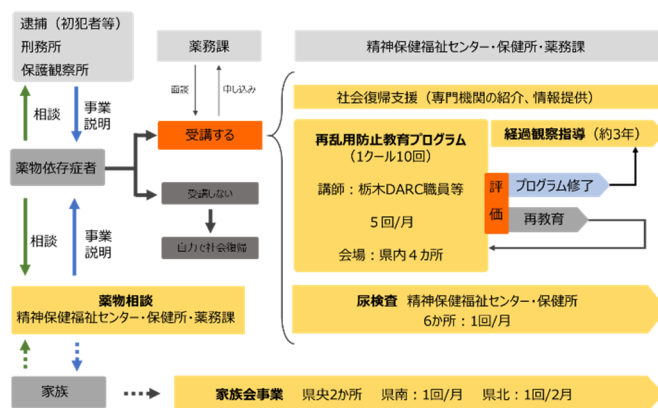 逮捕（初犯者等）
刑務所
保護観察所
薬務課
精神保健福祉センター・保健所・薬務課
相談
事業
説明
面談
申し込み
薬物依存症者
受講する
受講しない
自力で社会復帰
社会復帰支援（専門機関の紹介、情報提供）
再乱用防止教育プログラム
（1クール10回）
講師：栃木DARC職員等
５回/月
会場：県内４カ所
経過観察指導（約3年）
評
価
プログラム修了
再教育
相談
事業
説明
薬物相談
精神保健福祉センター・保健所・薬務課
尿検査 精神保健福祉センター・保健所
6か所：1回/月
家族
家族会事業 県央2か所 県南：1回/月 県北：1回/2月